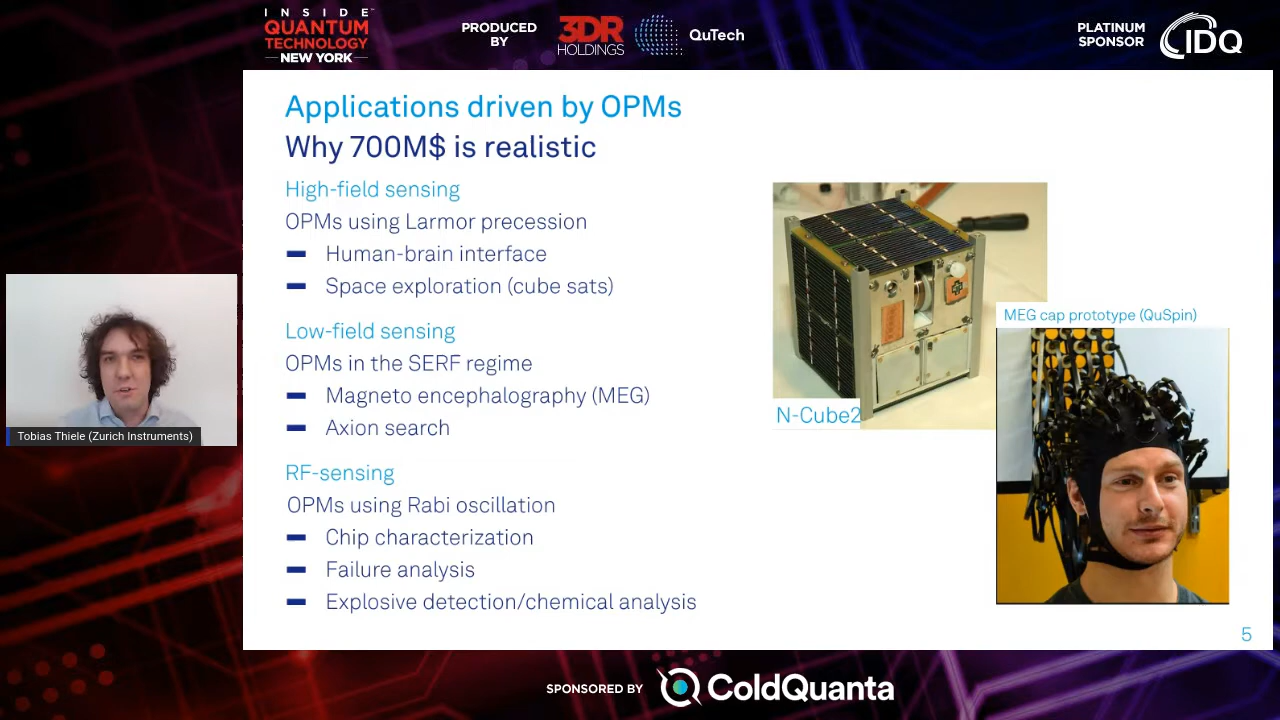 INSIDE
QUANTUM
TECHNOLOGY
NEW YORK
PRODUCED
BY
3DR
HOLDINGS
QuTech
PLATINUM
SPONSOR
IDQ
Applications driven by OPMs
Why 700M$ is realistic
High-field sensing
OPMs using Larmor precession
Human-brain interface
Space exploration (cube sats)
Low-field sensing
OPMs in the SERF regime
Magneto encephalography (MEG)
Axion search
RF-sensing
OPMs using Rabi oscillation
Chip characterization
Failure analysis
Explosive detection/chemical analysis
N-Cube2
MEG cap prototype (QuSpin)
5
Tobias Thiele (Zurich Instruments)
SPONSORED BY
ColdQuanta